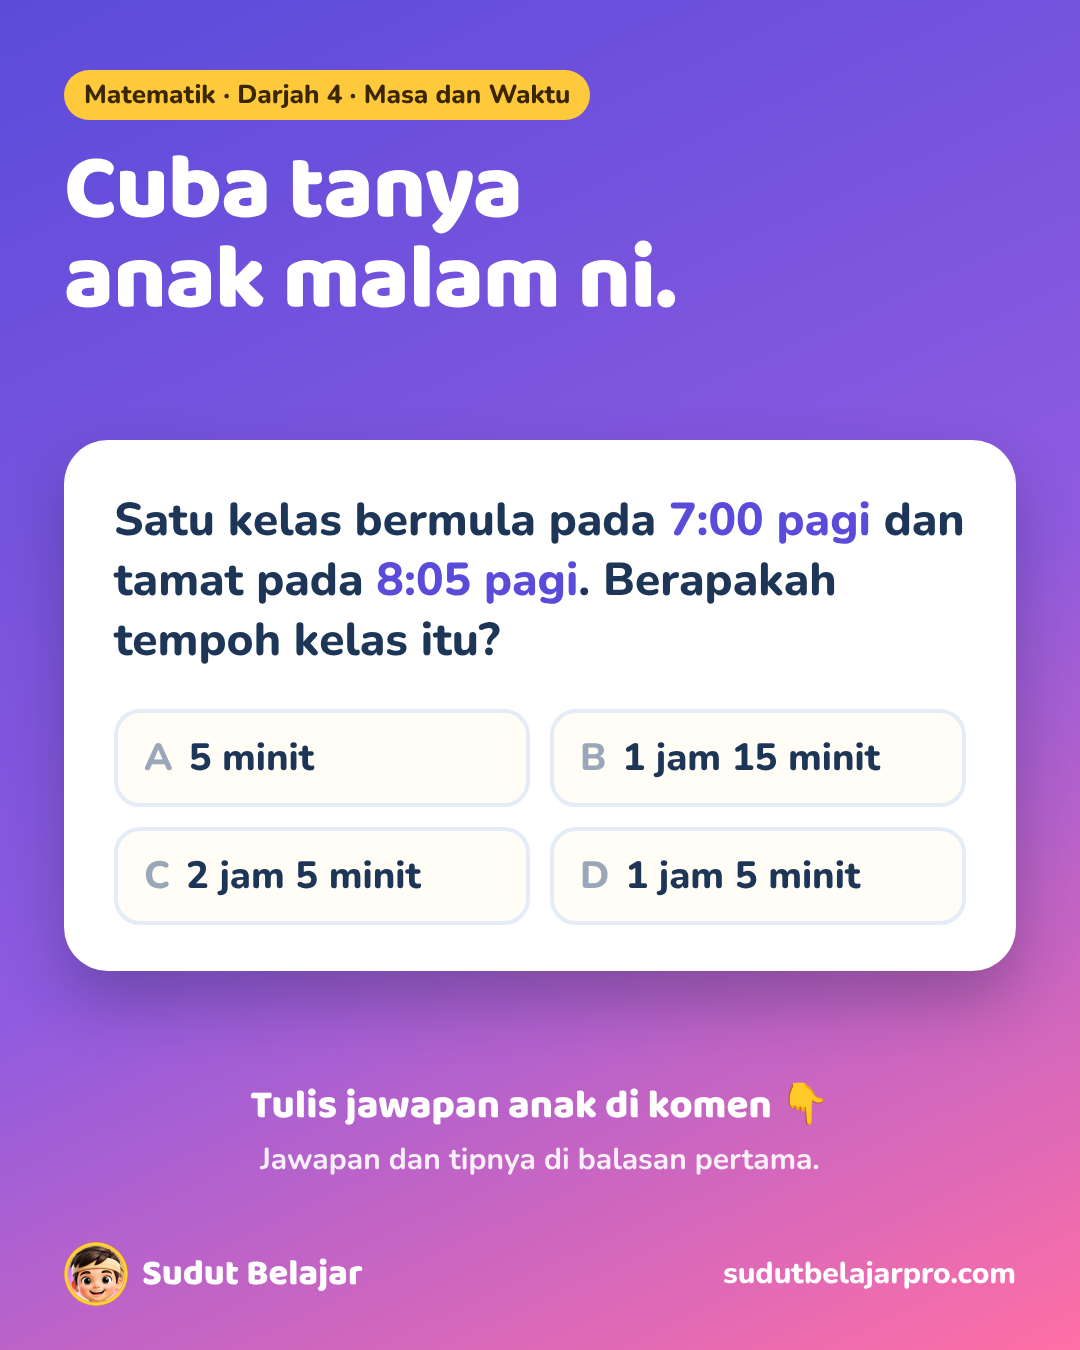 Matematik · Darjah 4 · Masa dan Waktu
Cuba tanya
anak malam ni.
Satu kelas bermula pada 7:00 pagi dan
tamat pada 8:05 pagi. Berapakah
tempoh kelas itu?
A 5 minit
B 1 jam 15 minit
C 2 jam 5 minit
D 1 jam 5 minit
Tulis jawapan anak di komen 👇
Jawapan dan tipnya di balasan pertama.
Sudut Belajar
sudutbelajarpro.com